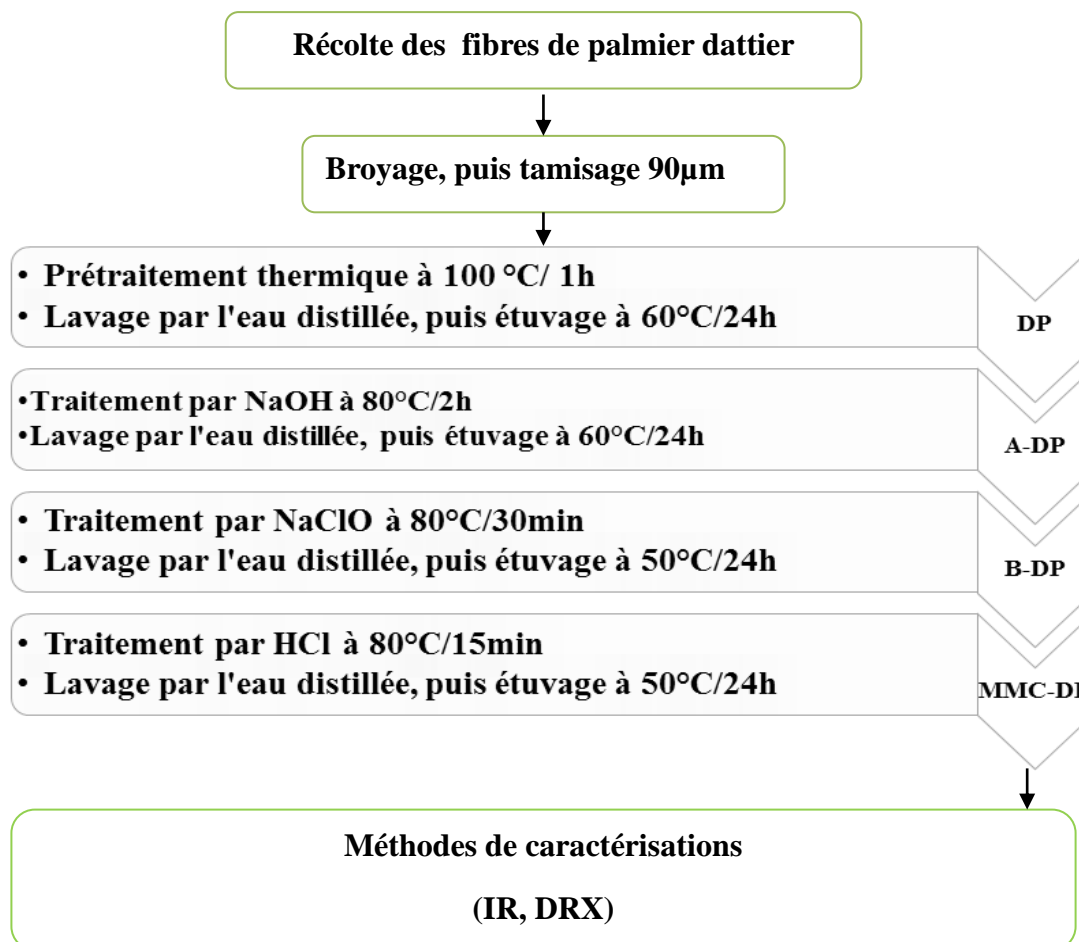 Récolte des fibres de palmier dattier
Broyage, puis tamisage 90µm
• Prétraitement thermique à 100 °C/ 1h
• Lavage par l'eau distillée, puis étuvage à 60°C/24h
DP
•Traitement par NaOH à 80°C/2h
•Lavage par l'eau distillée, puis étuvage à 60°C/24h
A-DP
• Traitement par NaClO à 80°C/30min
• Lavage par l'eau distillée, puis étuvage à 50°C/24h
B-DP
• Traitement par HCl à 80°C/15min
• Lavage par l'eau distillée, puis étuvage à 50°C/24h
Méthodes de caractérisations
(IR, DRX)